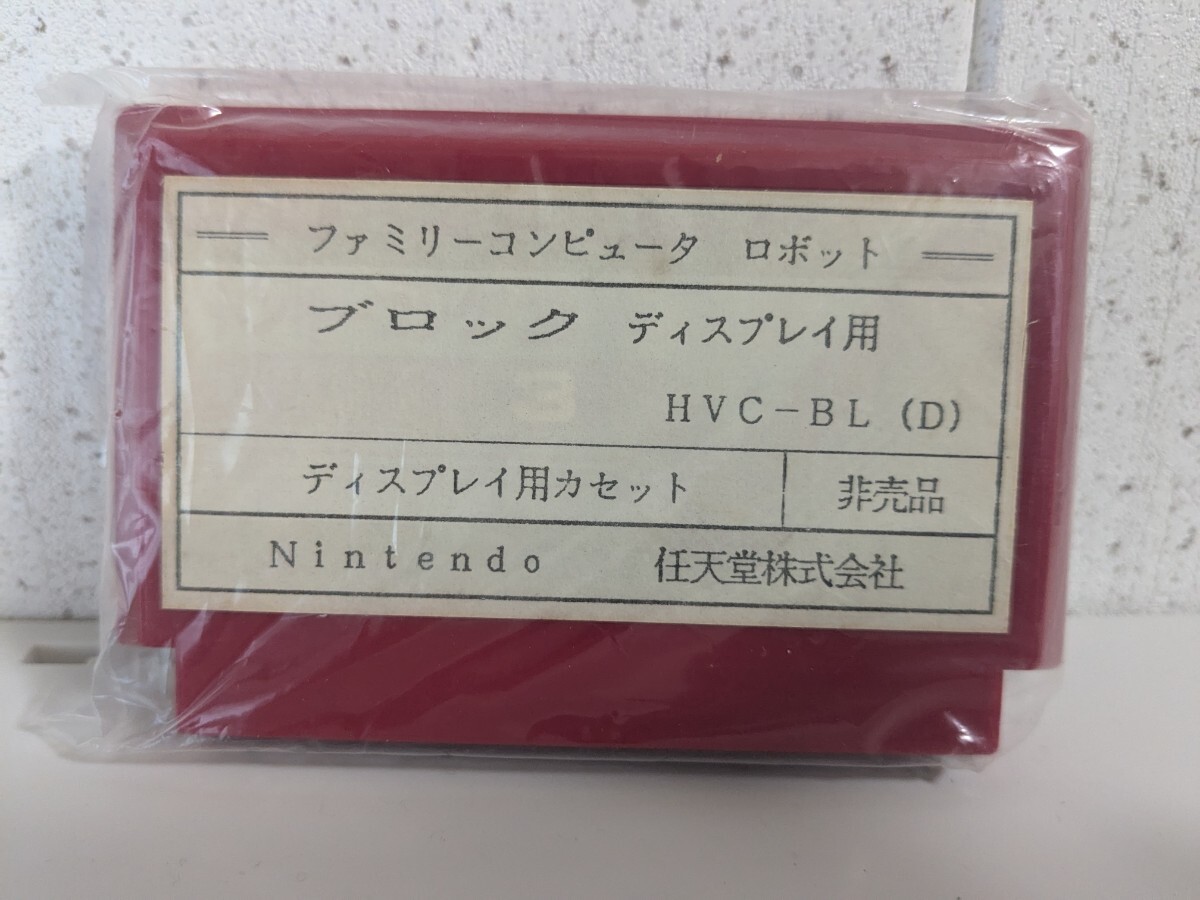 ファミリーコンピュータ ロボット
ブロック ディスプレイ用
HVC-BL (D)
ディスプレイ用カセット 非売品
Nintendo 任天堂株式会社